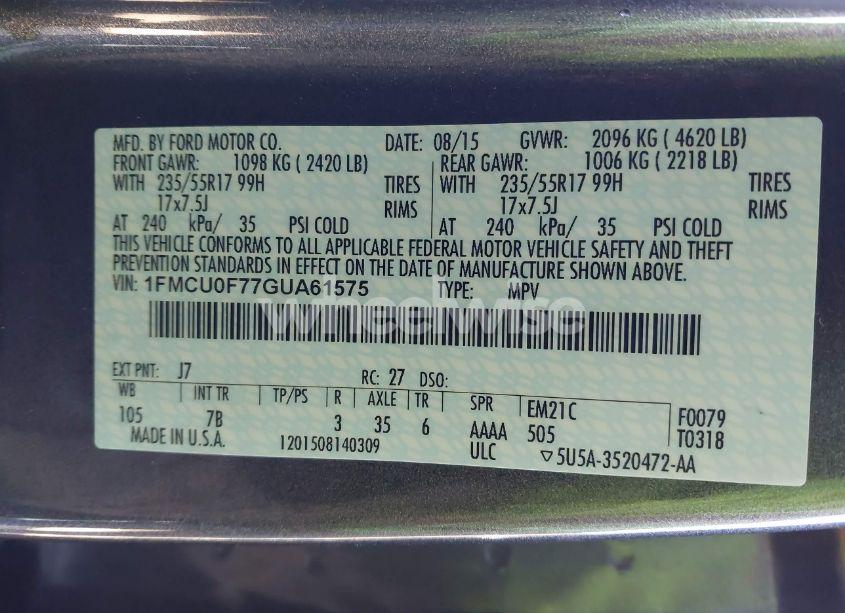 MFD. BY FORD MOTOR CO. DATE: 08/15 GVWR: 2096 KG ( 4620 LB)
FRONT GAWR: 1098 KG ( 2420 LB) REAR GAWR: 1006 KG ( 2218 LB)
WITH 235/55R17 99H TIRES WITH 235/55R17 99H TIRES
17x7.5J RIMS 17x7.5J RIMS
AT 240 kPa/ 35 PSI COLD AT 240 kPa/ 35 PSI COLD
THIS VEHICLE CONFORMS TO ALL APPLICABLE FEDERAL MOTOR VEHICLE SAFETY AND THEFT
PREVENTION STANDARDS IN EFFECT ON THE DATE OF MANUFACTURE SHOWN ABOVE.
VIN: 1FMCU0F77GUA61575 TYPE: MPV
wheelwise
EXT PNT: J7 RC: 27 DSO:
WB INT TR TP/PS R AXLE TR SPR EM21C F0079
105 7B 3 35 6 AAAA 505 T0318
MADE IN U.S.A. 1201508140309 ULC ▽5U5A-3520472-AA